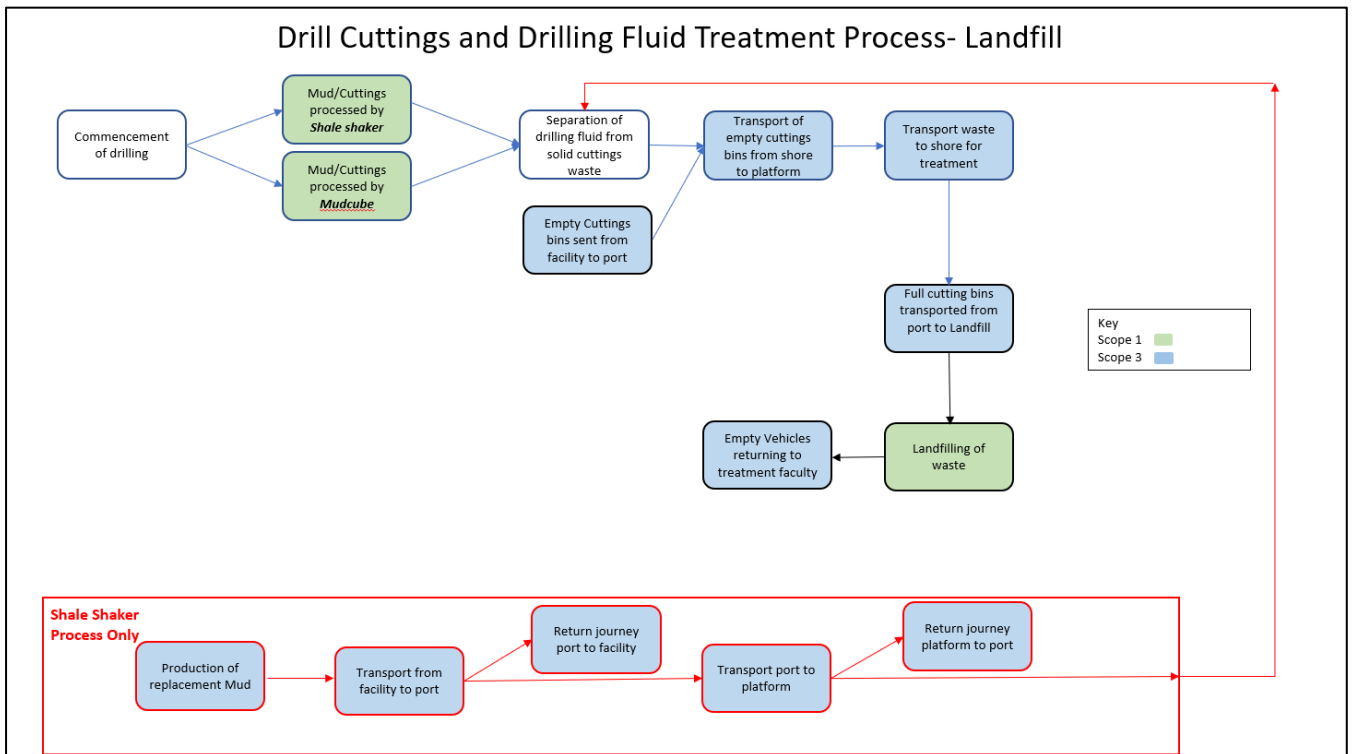 Drill Cuttings and Drilling Fluid Treatment Process- Landfill
Commencement
of drilling
Mud/Cuttings
processed by
Shale shaker
Mud/Cuttings
processed by
Mudcube
Separation of
drilling fluid from
solid cuttings
waste
Transport of
empty cuttings
bins from shore
to platform
Transport waste
to shore for
treatment
Empty Cuttings
bins sent from
facility to port
Full cutting bins
transported from
port to Landfill
Key
Scope 1
Scope 3
Empty Vehicles
returning to
treatment faculty
Landfilling of
waste
Shale Shaker
Process Only
Production of
replacement Mud
Transport from
facility to port
Return journey
port to facility
Transport port to
platform
Return journey
platform to port